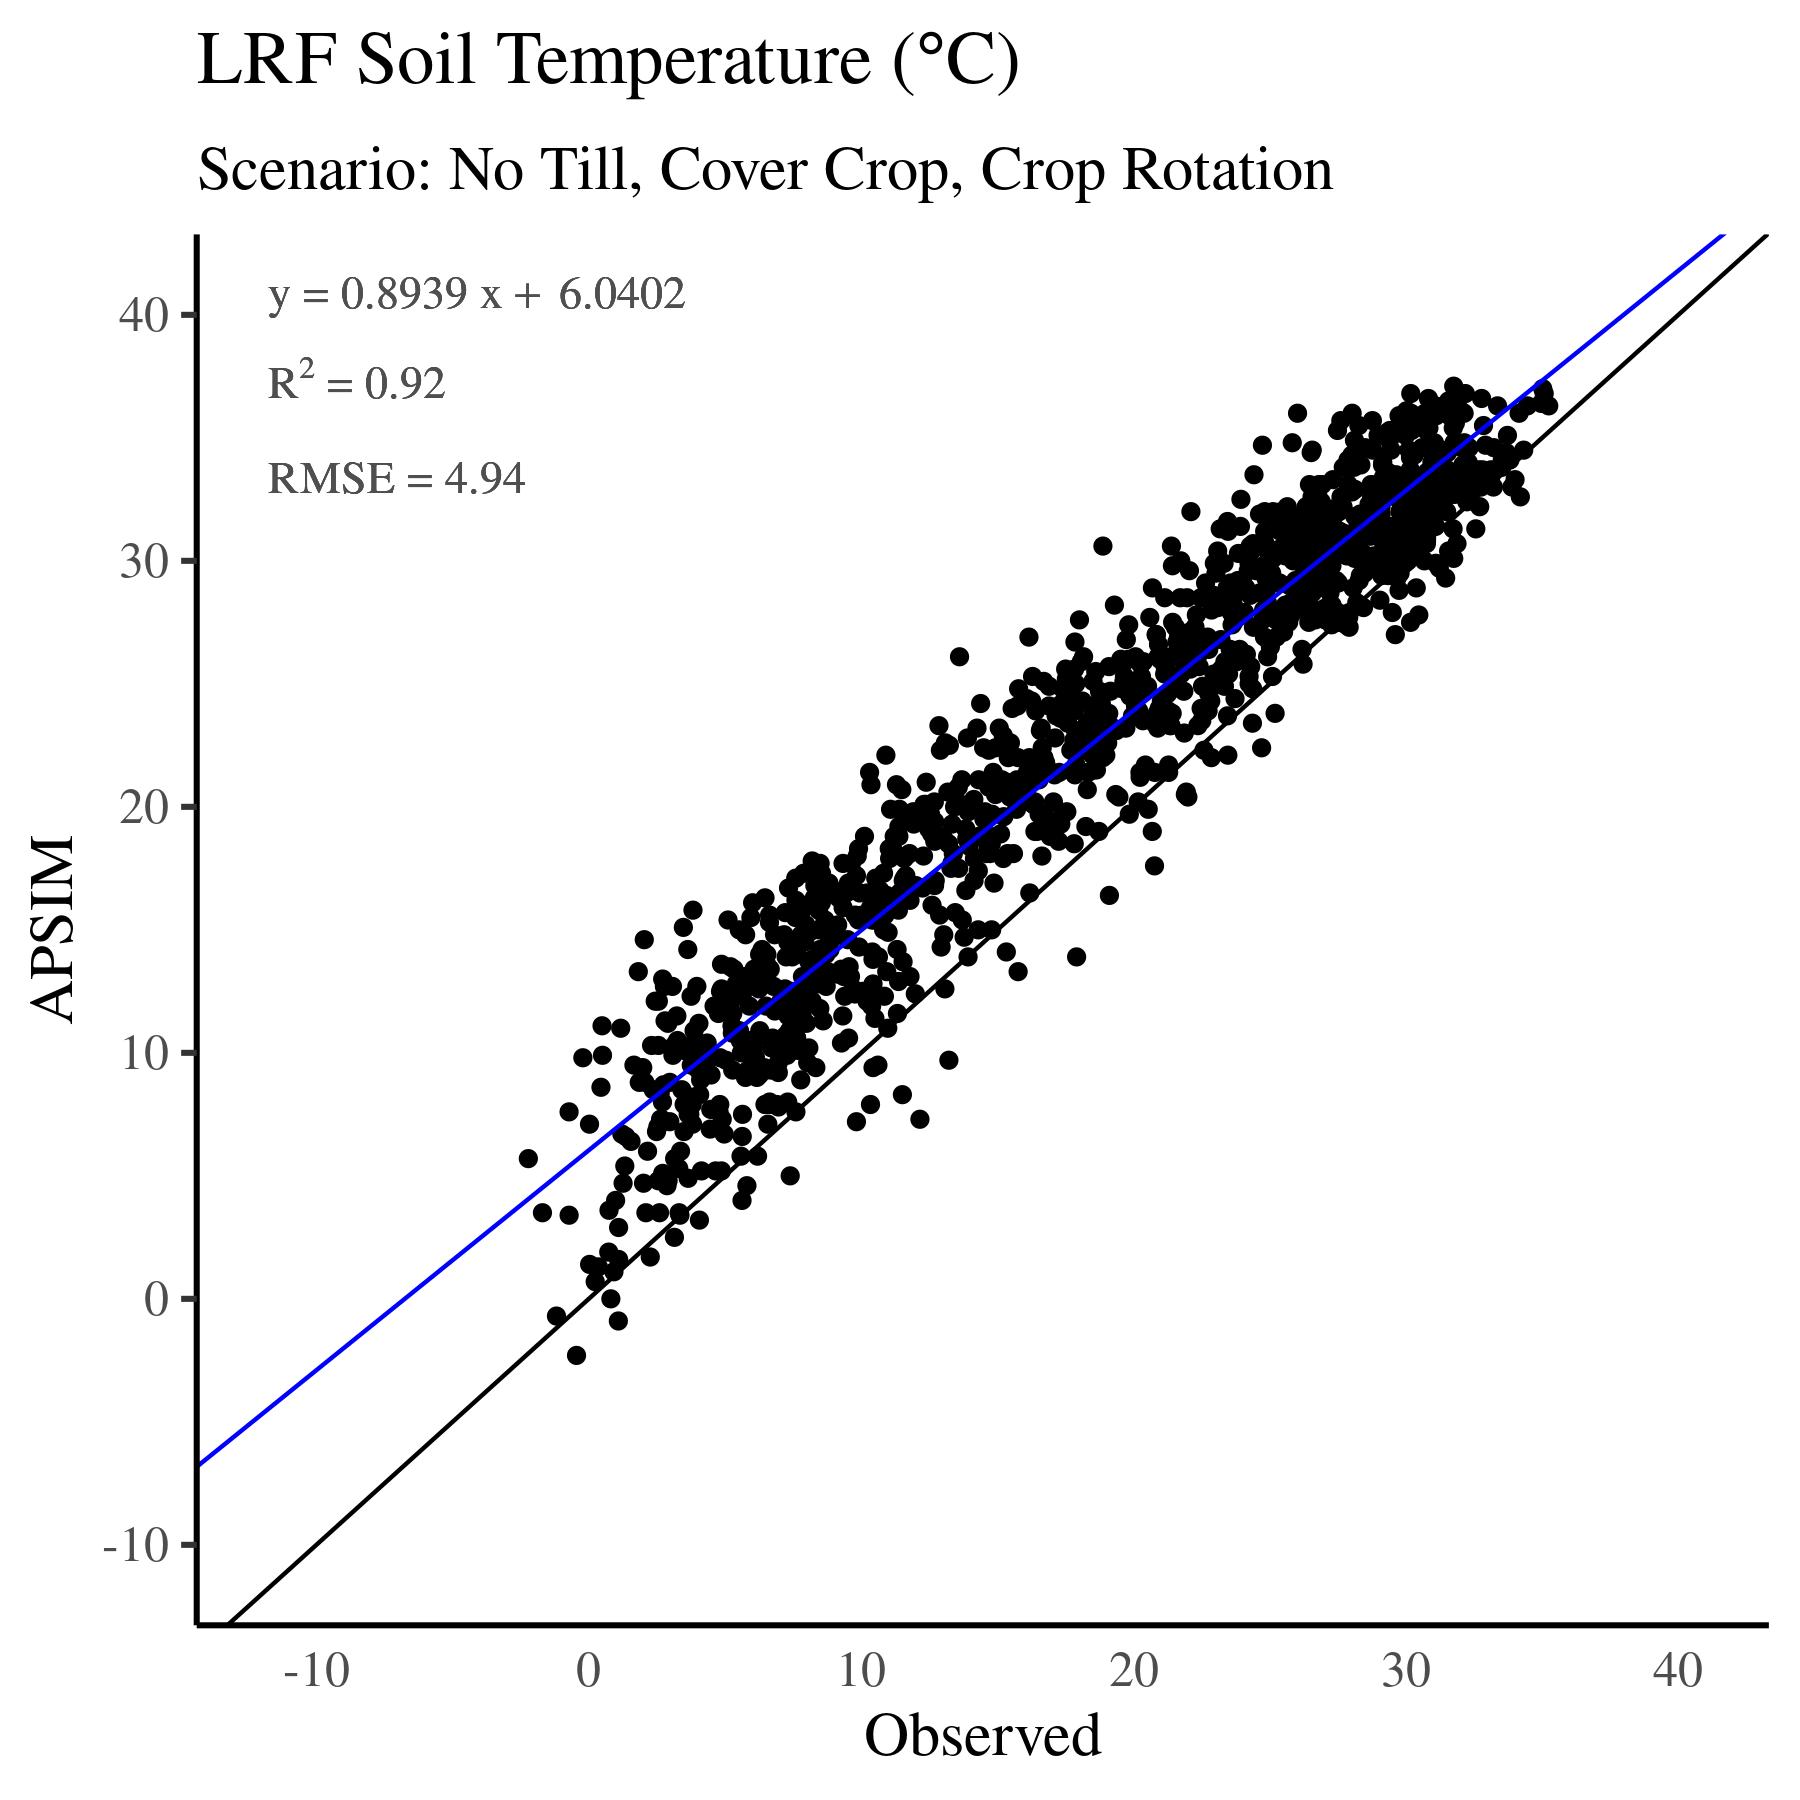 LRF Soil Temperature (°C)
Scenario: No Till, Cover Crop, Crop Rotation
y = 0.8939 x + 6.0402
R² = 0.92
RMSE = 4.94
40
30
20
10
0
-10
APSIM
-10 0 10 20 30 40
Observed